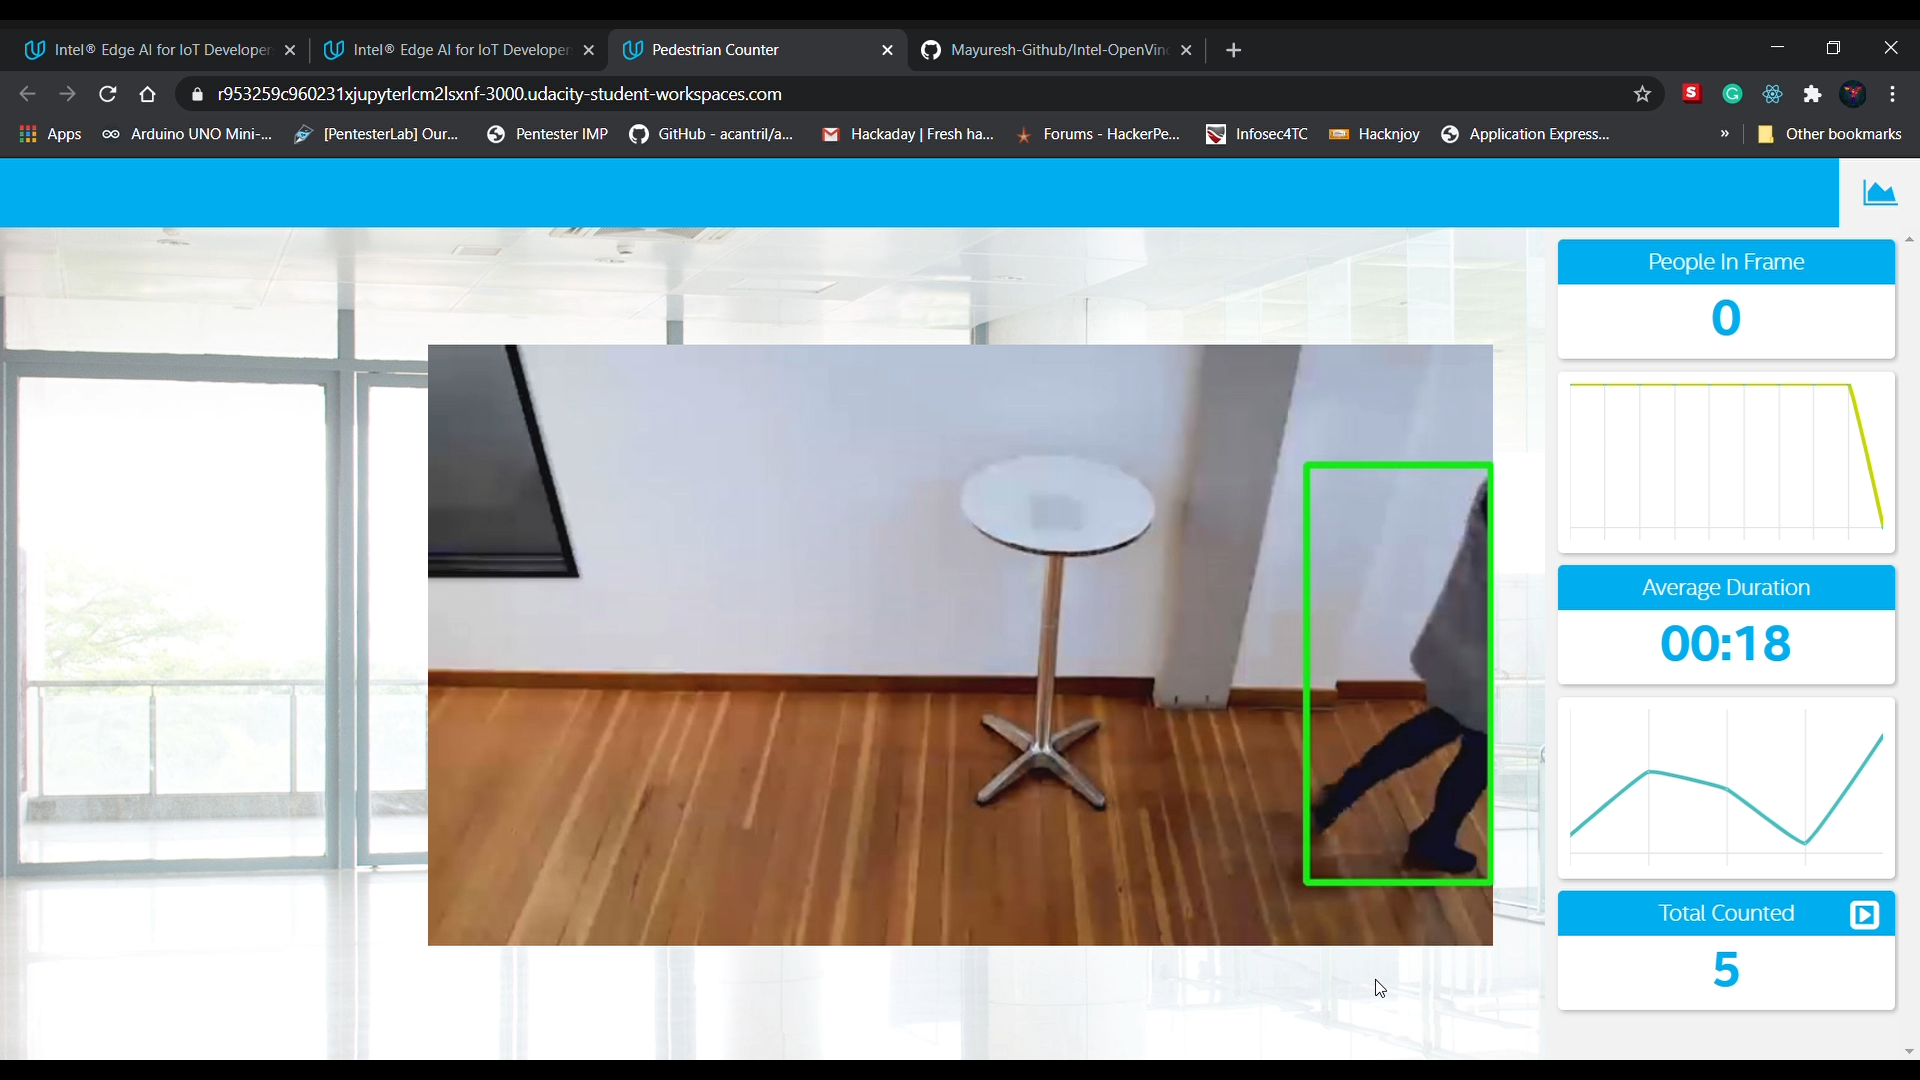 Intel® Edge AI for IoT Developer
Intel® Edge AI for IoT Developer
Pedestrian Counter
Mayuresh-Github/Intel-OpenVino
r953259c960231xjupyterlcm2lsxnf-3000.udacity-student-workspaces.com
Apps
Arduino UNO Mini-...
[PentesterLab] Our...
Pentester IMP
GitHub - acantril/a...
Hackaday | Fresh ha...
Forums - HackerPe...
Infosec4TC
Hacknjoy
Application Express...
»
Other bookmarks
People In Frame
0
Average Duration
00:18
Total Counted
5